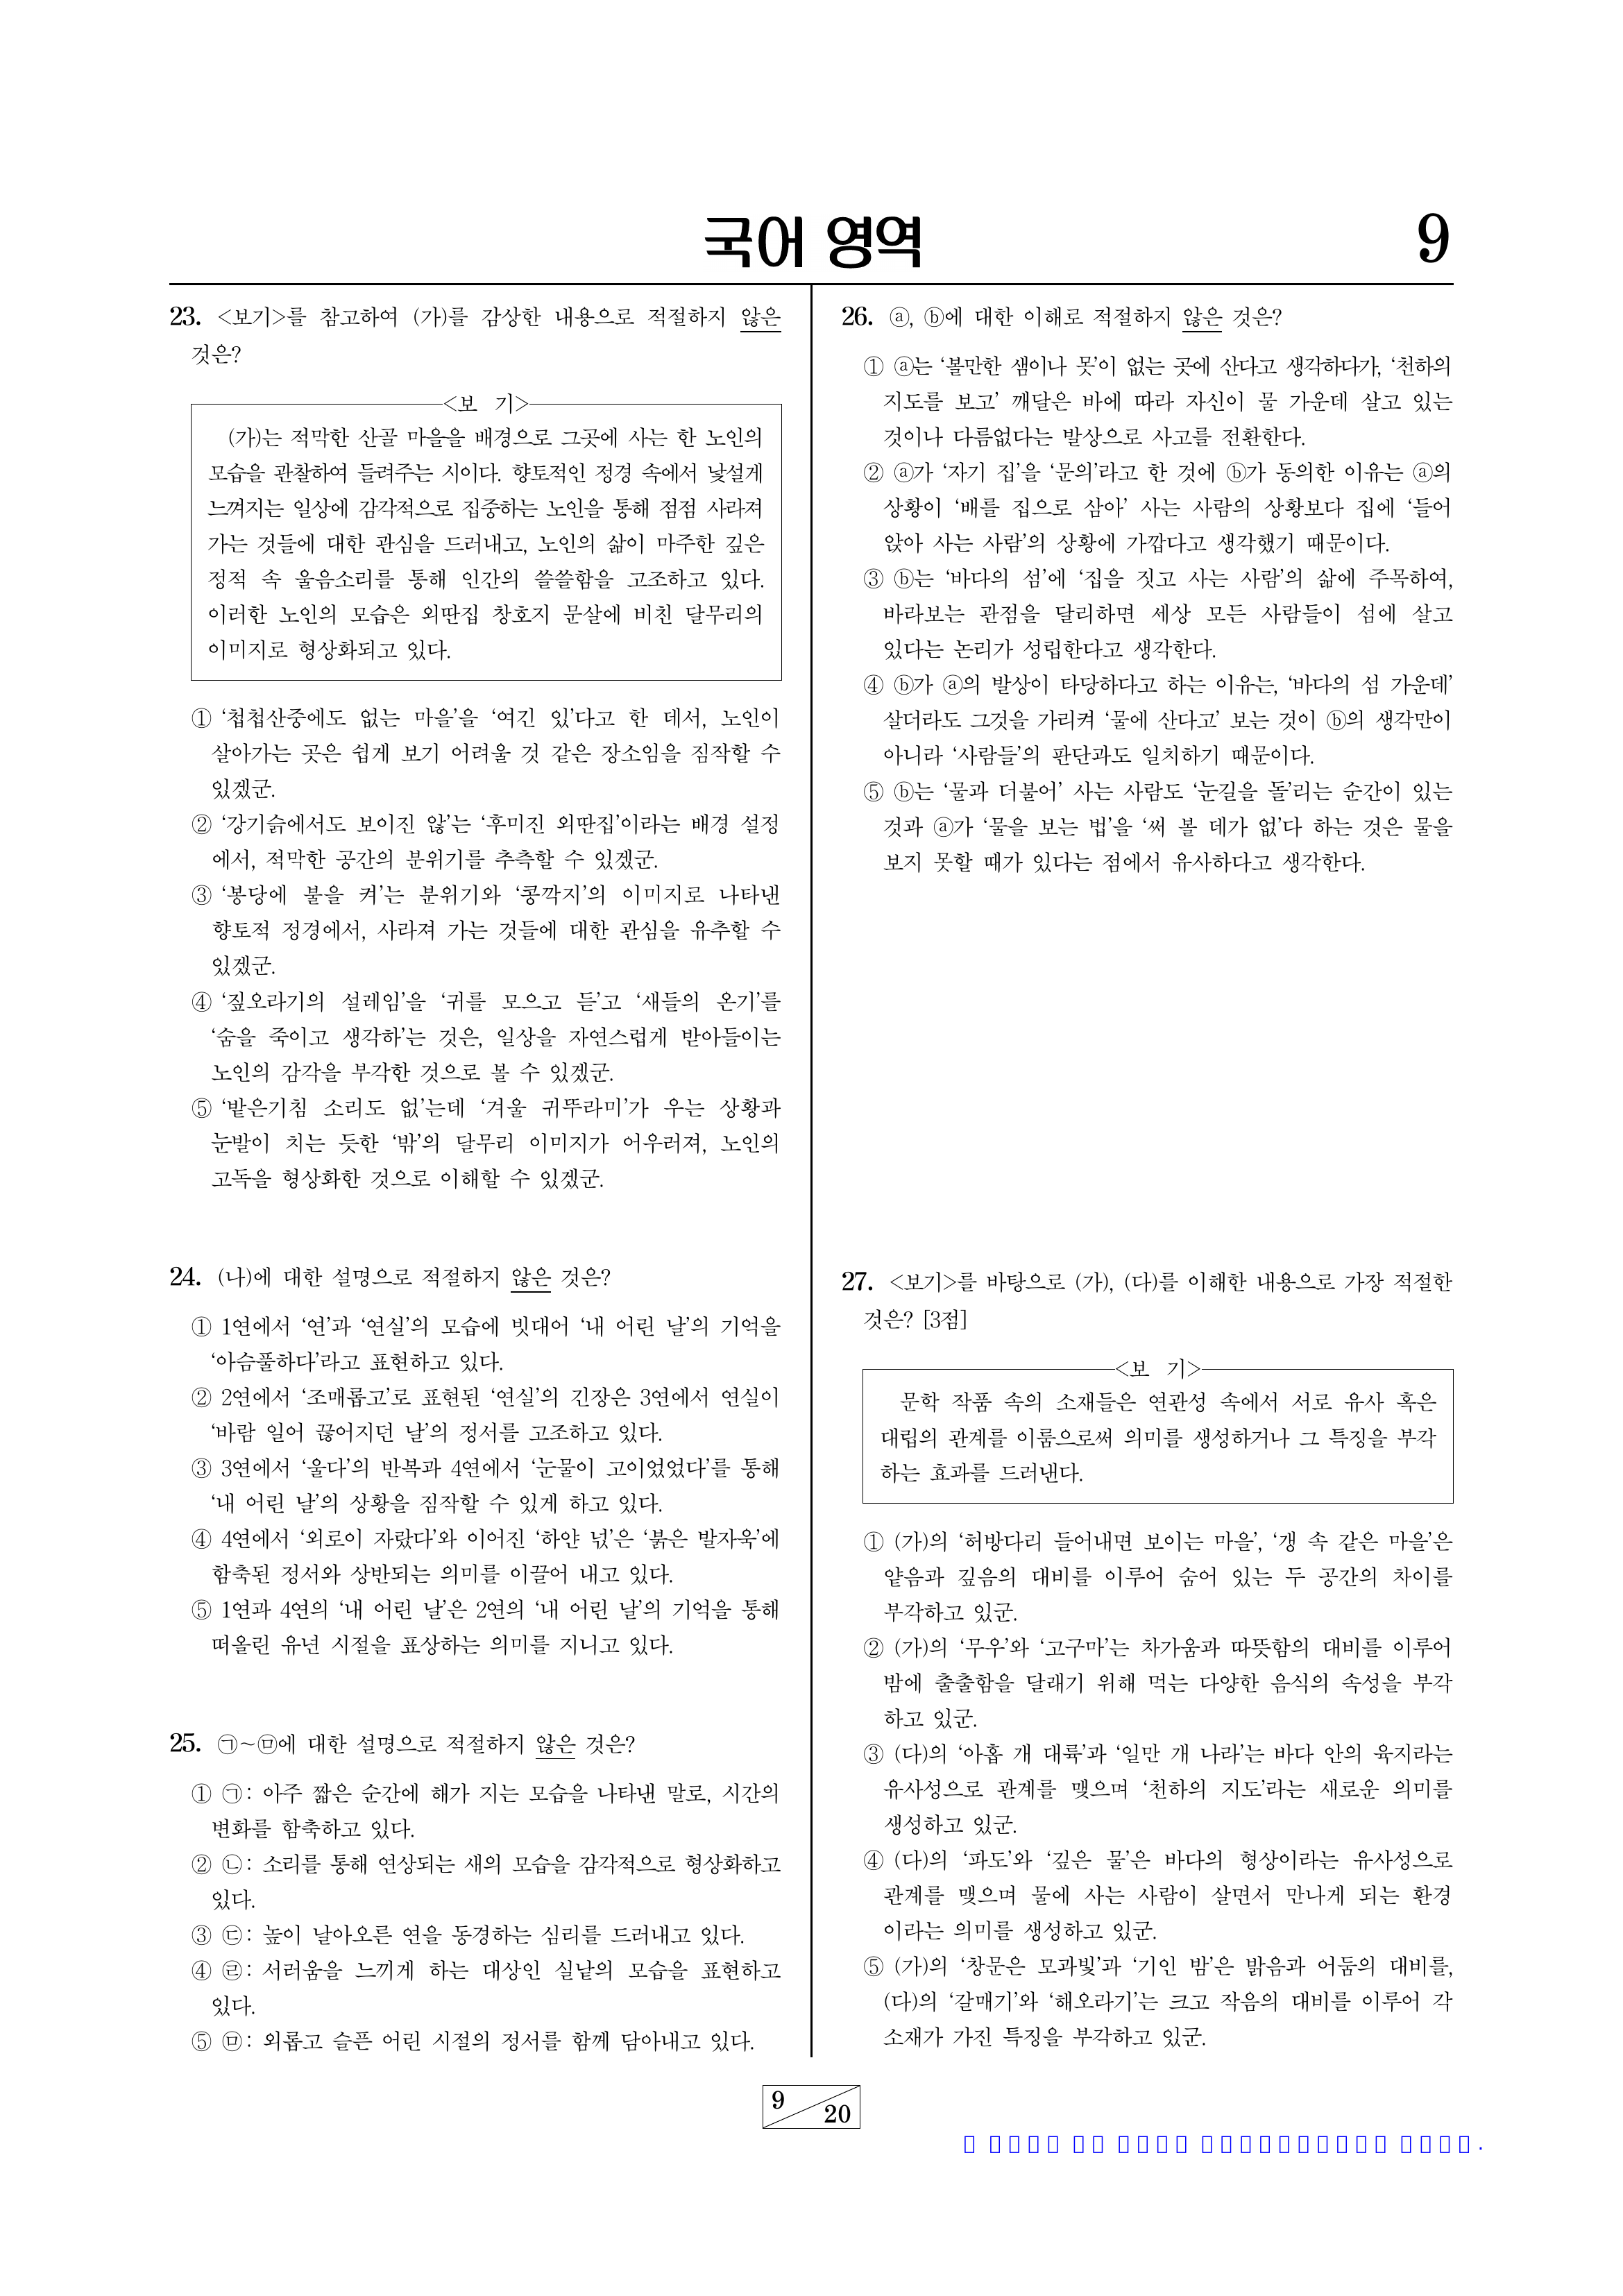 국어 영역
9
23. <보기>를 참고하여 (가)를 감상한 내용으로 적절하지 않은
것은?
<보 기>
(가)는 적막한 산골 마을을 배경으로 그곳에 사는 한 노인의
모습을 관찰하여 들려주는 시이다. 향토적인 정경 속에서 낯설게
느껴지는 일상에 감각적으로 집중하는 노인을 통해 점점 사라져
가는 것들에 대한 관심을 드러내고, 노인의 삶이 마주한 깊은
정적 속 울음소리를 통해 인간의 쓸쓸함을 고조하고 있다.
이러한 노인의 모습은 외딴집 창호지 문살에 비친 달무리의
이미지로 형상화되고 있다.
① ‘첩첩산중에도 없는 마을’을 ‘여긴 있’다고 한 데서, 노인이
살아가는 곳은 쉽게 보기 어려울 것 같은 장소임을 짐작할 수
있겠군.
② ‘강기슭에서도 보이진 않’는 ‘후미진 외딴집’이라는 배경 설정
에서, 적막한 공간의 분위기를 추측할 수 있겠군.
③ ‘봉당에 불을 켜’는 분위기와 ‘콩깍지’의 이미지로 나타낸
향토적 정경에서, 사라져 가는 것들에 대한 관심을 유추할 수
있겠군.
④ ‘짚오라기의 설레임’을 ‘귀를 모으고 듣’고 ‘새들의 온기’를
‘숨을 죽이고 생각하’는 것은, 일상을 자연스럽게 받아들이는
노인의 감각을 부각한 것으로 볼 수 있겠군.
⑤ ‘밭은기침 소리도 없’는데 ‘겨울 귀뚜라미’가 우는 상황과
눈발이 치는 듯한 ‘밖’의 달무리 이미지가 어우러져, 노인의
고독을 형상화한 것으로 이해할 수 있겠군.
24. (나)에 대한 설명으로 적절하지 않은 것은?
① 1연에서 ‘연’과 ‘연실’의 모습에 빗대어 ‘내 어린 날’의 기억을
‘아슴풀하다’라고 표현하고 있다.
② 2연에서 ‘조매롭고’로 표현된 ‘연실’의 긴장은 3연에서 연실이
‘바람 일어 끊어지던 날’의 정서를 고조하고 있다.
③ 3연에서 ‘울다’의 반복과 4연에서 ‘눈물이 고이었었다’를 통해
‘내 어린 날’의 상황을 짐작할 수 있게 하고 있다.
④ 4연에서 ‘외로이 자랐다’와 이어진 ‘하얀 넋’은 ‘붉은 발자욱’에
함축된 정서와 상반되는 의미를 이끌어 내고 있다.
⑤ 1연과 4연의 ‘내 어린 날’은 2연의 ‘내 어린 날’의 기억을 통해
떠올린 유년 시절을 표상하는 의미를 지니고 있다.
25. ㉠~㉤에 대한 설명으로 적절하지 않은 것은?
① ㉠: 아주 짧은 순간에 해가 지는 모습을 나타낸 말로, 시간의
변화를 함축하고 있다.
② ㉡: 소리를 통해 연상되는 새의 모습을 감각적으로 형상화하고
있다.
③ ㉢: 높이 날아오른 연을 동경하는 심리를 드러내고 있다.
④ ㉣: 서러움을 느끼게 하는 대상인 실낱의 모습을 표현하고
있다.
⑤ ㉤: 외롭고 슬픈 어린 시절의 정서를 함께 담아내고 있다.
26. ⓐ, ⓑ에 대한 이해로 적절하지 않은 것은?
① ⓐ는 ‘볼만한 샘이나 못’이 없는 곳에 산다고 생각하다가, ‘천하의
지도를 보고’ 깨달은 바에 따라 자신이 물 가운데 살고 있는
것이나 다름없다는 발상으로 사고를 전환한다.
② ⓐ가 ‘자기 집’을 ‘문의’라고 한 것에 ⓑ가 동의한 이유는 ⓐ의
상황이 ‘배를 집으로 삼아’ 사는 사람의 상황보다 집에 ‘들어
앉아 사는 사람’의 상황에 가깝다고 생각했기 때문이다.
③ ⓑ는 ‘바다의 섬’에 ‘집을 짓고 사는 사람’의 삶에 주목하여,
바라보는 관점을 달리하면 세상 모든 사람들이 섬에 살고
있다는 논리가 성립한다고 생각한다.
④ ⓑ가 ⓐ의 발상이 타당하다고 하는 이유는, ‘바다의 섬 가운데’
살더라도 그것을 가리켜 ‘물에 산다고’ 보는 것이 ⓑ의 생각만이
아니라 ‘사람들’의 판단과도 일치하기 때문이다.
⑤ ⓑ는 ‘물과 더불어’ 사는 사람도 ‘눈길을 돌’리는 순간이 있는
것과 ⓐ가 ‘물을 보는 법’을 ‘써 볼 데가 없’다 하는 것은 물을
보지 못할 때가 있다는 점에서 유사하다고 생각한다.
27. <보기>를 바탕으로 (가), (다)를 이해한 내용으로 가장 적절한
것은? [3점]
<보 기>
문학 작품 속의 소재들은 연관성 속에서 서로 유사 혹은
대립의 관계를 이룸으로써 의미를 생성하거나 그 특징을 부각
하는 효과를 드러낸다.
① (가)의 ‘허방다리 들어내면 보이는 마을’, ‘갱 속 같은 마을’은
얕음과 깊음의 대비를 이루어 숨어 있는 두 공간의 차이를
부각하고 있군.
② (가)의 ‘무우’와 ‘고구마’는 차가움과 따뜻함의 대비를 이루어
밤에 출출함을 달래기 위해 먹는 다양한 음식의 속성을 부각
하고 있군.
③ (다)의 ‘아홉 개 대륙’과 ‘일만 개 나라’는 바다 안의 육지라는
유사성으로 관계를 맺으며 ‘천하의 지도’라는 새로운 의미를
생성하고 있군.
④ (다)의 ‘파도’와 ‘깊은 물’은 바다의 형상이라는 유사성으로
관계를 맺으며 물에 사는 사람이 살면서 만나게 되는 환경
이라는 의미를 생성하고 있군.
⑤ (가)의 ‘창문은 모과빛’과 ‘기인 밤’은 밝음과 어둠의 대비를,
(다)의 ‘갈매기’와 ‘해오라기’는 크고 작음의 대비를 이루어 각
소재가 가진 특징을 부각하고 있군.
9
20